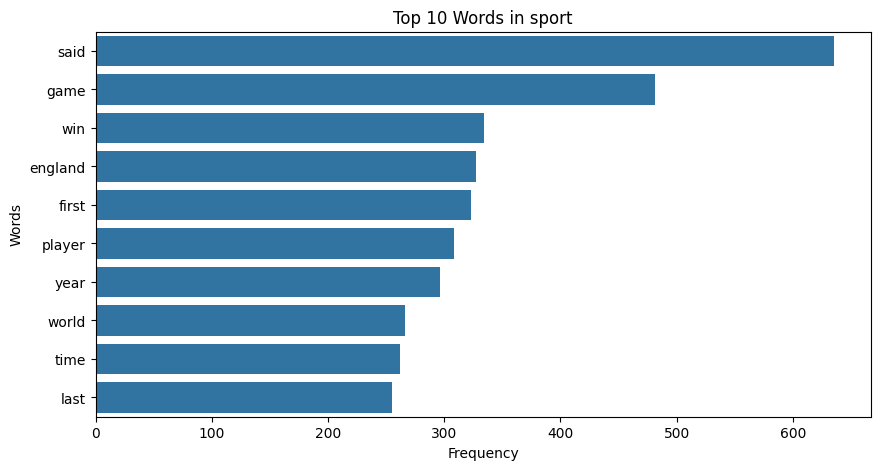 Top 10 Words in sport
Words
said
game
win
england
first
player
year
world
time
last
0 100 200 300 400 500 600
Frequency